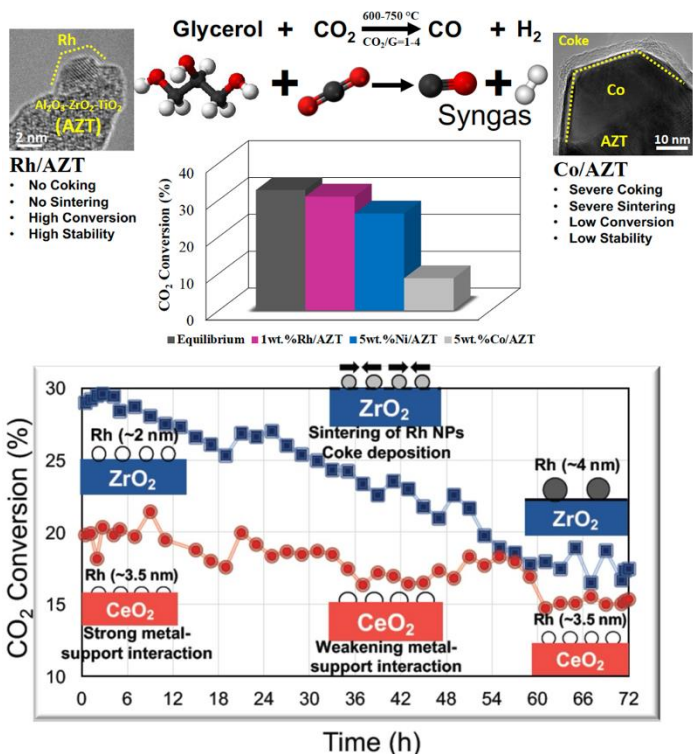 Glycerol + CO₂ 600-750 °C CO + H₂
CO₂/G=1-4
Syngas
Rh
Al₂O₃-ZrO₂-TiO₂
(AZT)
2 nm
Rh/AZT
• No Coking
• No Sintering
• High Conversion
• High Stability
Coke
Co
AZT
10 nm
Co/AZT
• Severe Coking
• Severe Sintering
• Low Conversion
• Low Stability
CO₂ Conversion (%)
40
30
20
10
0
Equilibrium 1wt.%Rh/AZT 5wt.%Ni/AZT 5wt.%Co/AZT
CO₂ Conversion (%)
30
25
20
15
10
Rh (~2 nm)
ZrO₂
ZrO₂
Sintering of Rh NPs
Coke deposition
Rh (~4 nm)
ZrO₂
Rh (~3.5 nm)
CeO₂
Strong metal-
support interaction
CeO₂
Weakening metal-
support interaction
Rh (~3.5 nm)
CeO₂
0 6 12 18 24 30 36 42 48 54 60 66 72
Time (h)